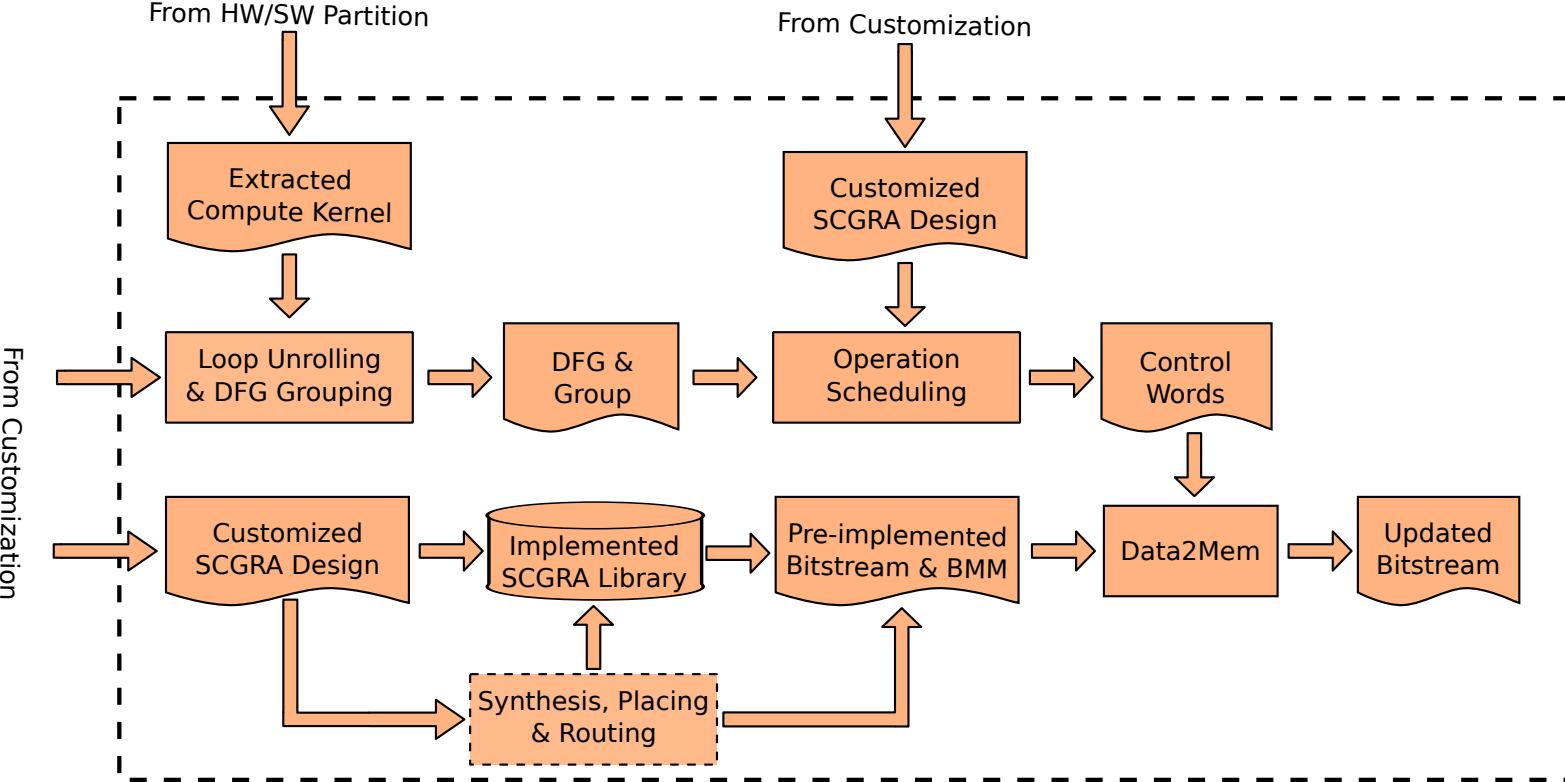 From HW/SW Partition
From Customization
Extracted
Compute Kernel
Customized
SCGRA Design
From Customization
Loop Unrolling
& DFG Grouping
DFG &
Group
Operation
Scheduling
Control
Words
Customized
SCGRA Design
Implemented
SCGRA Library
Pre-implemented
Bitstream & BMM
Data2Mem
Updated
Bitstream
Synthesis, Placing
& Routing